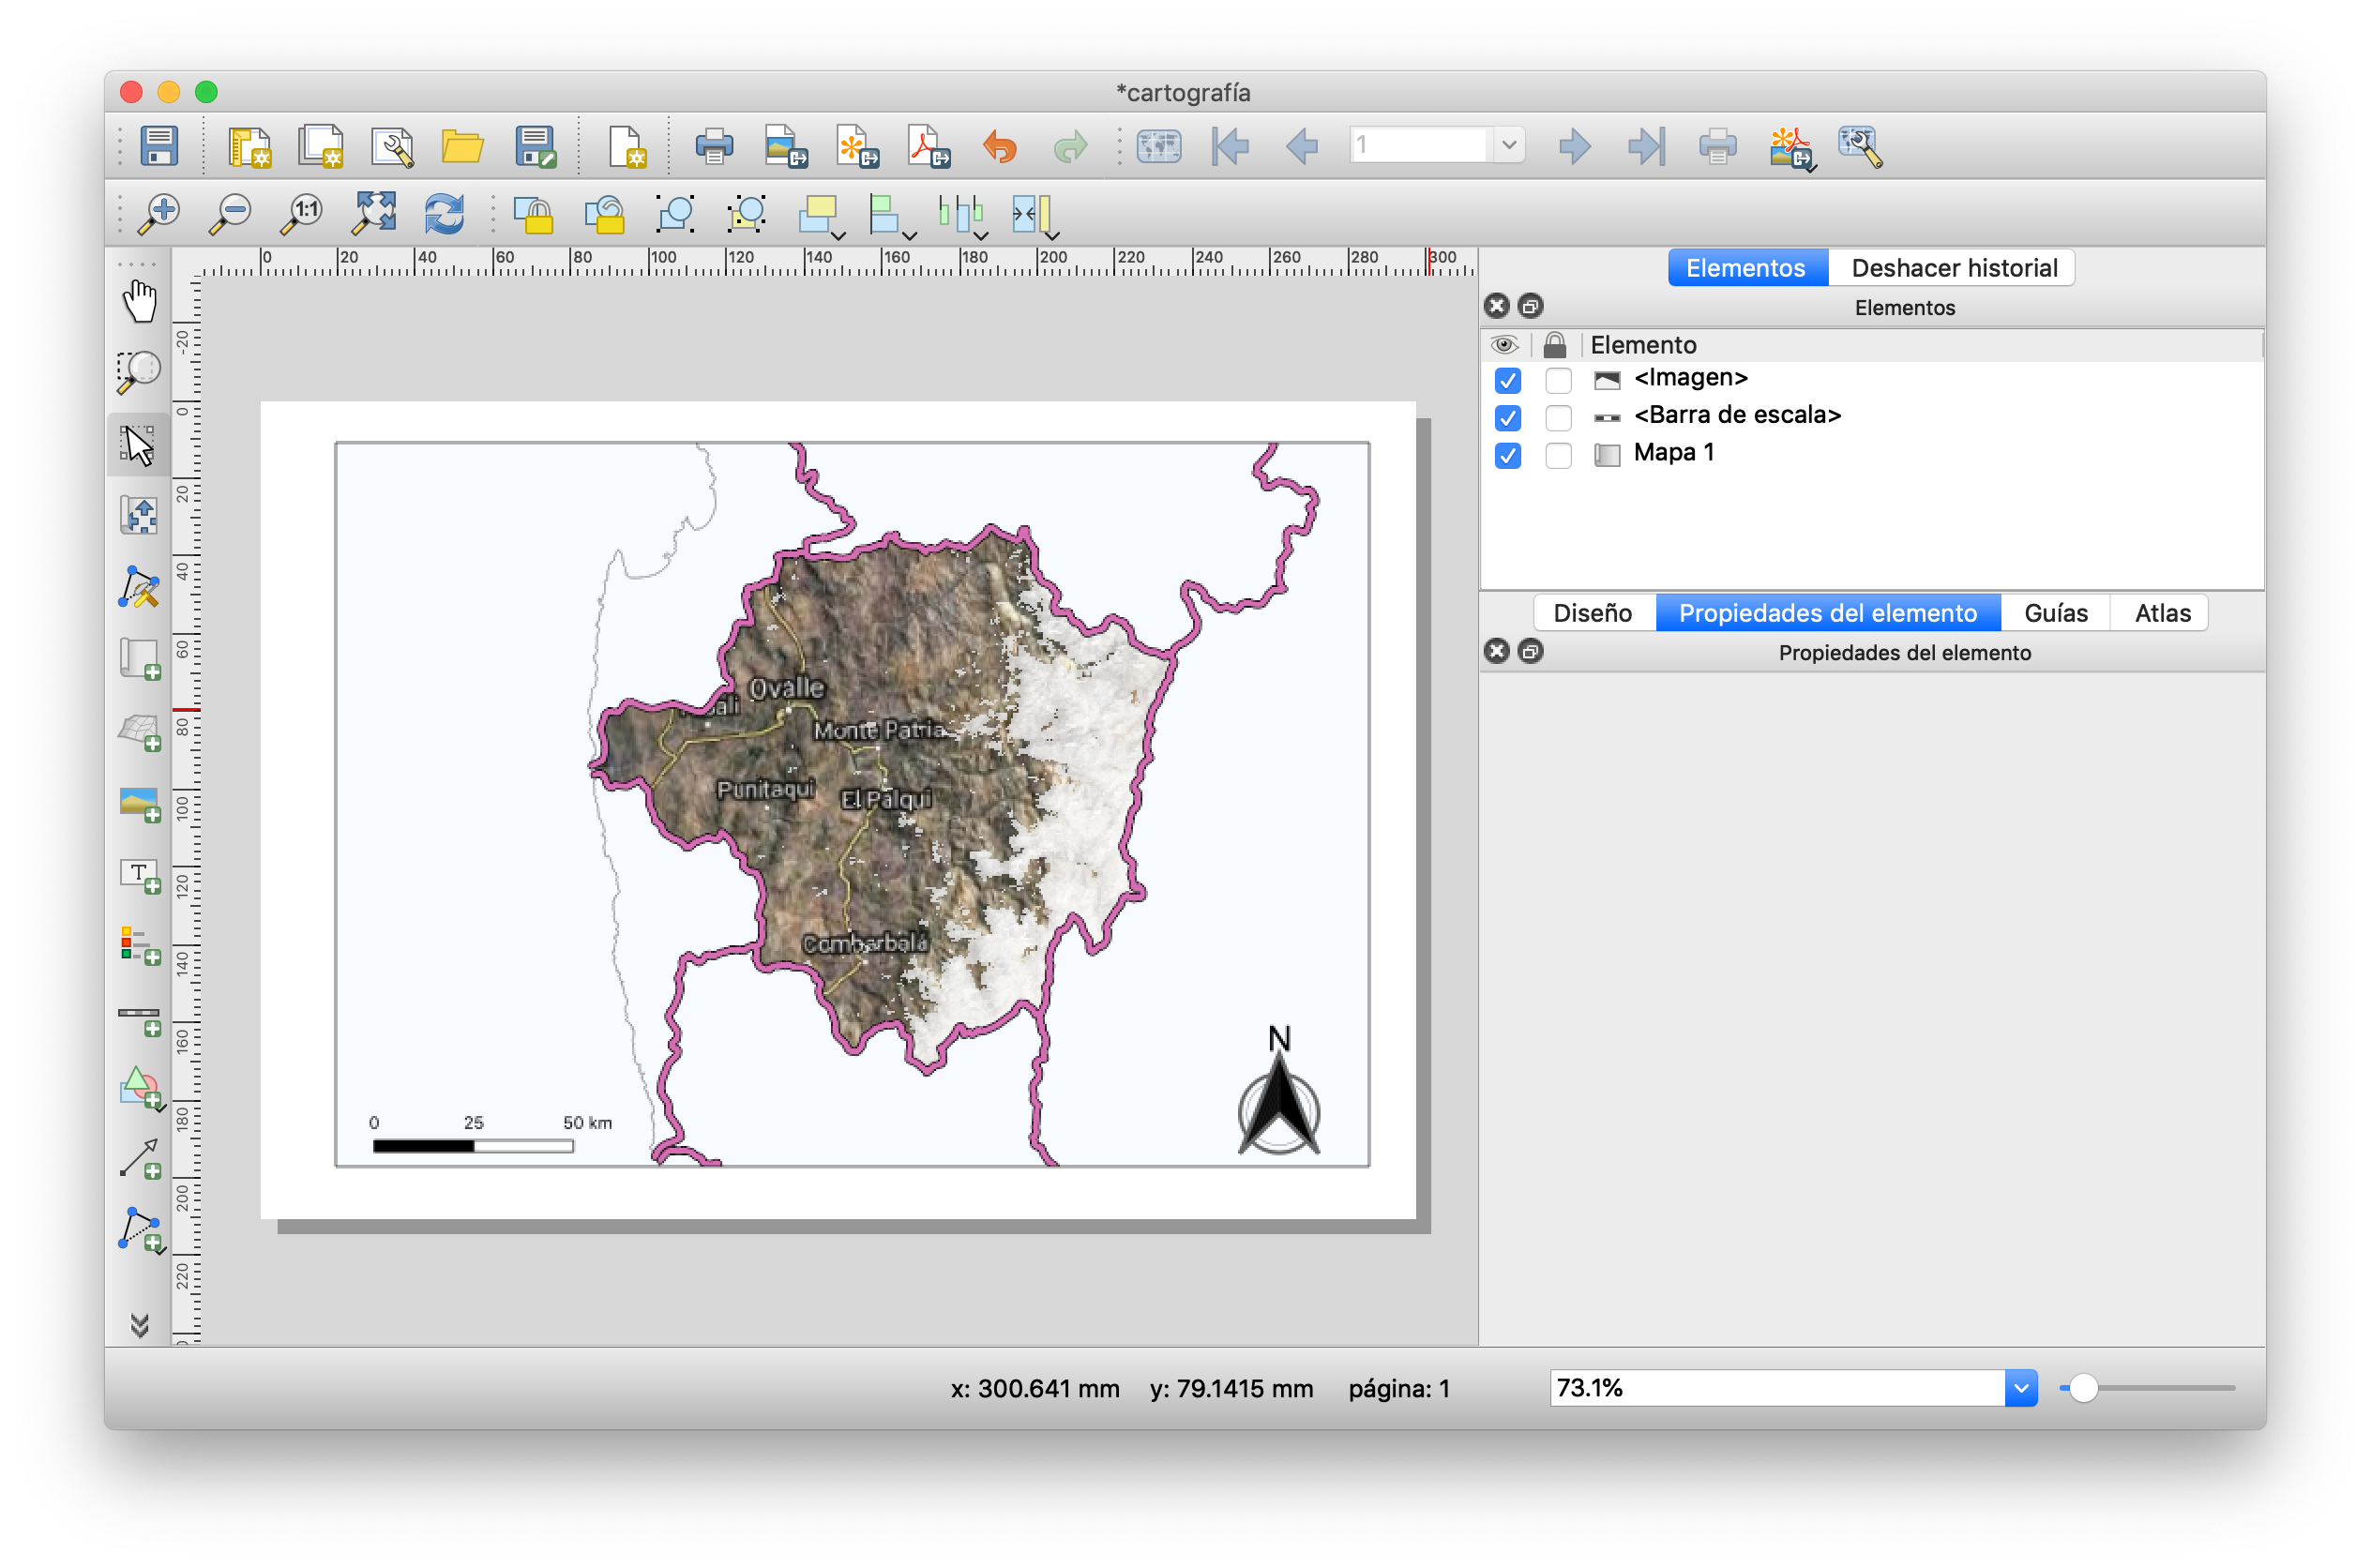 *cartografía
1
1:1
0 20 40 60 80 100 120 140 160 180 200 220 240 260 280 300
Elementos Deshacer historial
Elementos
Elemento
<Imagen>
<Barra de escala>
Mapa 1
Diseño Propiedades del elemento Guías Atlas
Propiedades del elemento
-20
0
20
40
60
80
100
120
140
160
180
200
220
Ovalle
Monte Patria
Punitaqui
El Palqui
Combarbalá
N
0 25 50 km
T
x: 300.641 mm y: 79.1415 mm página: 1
73.1%